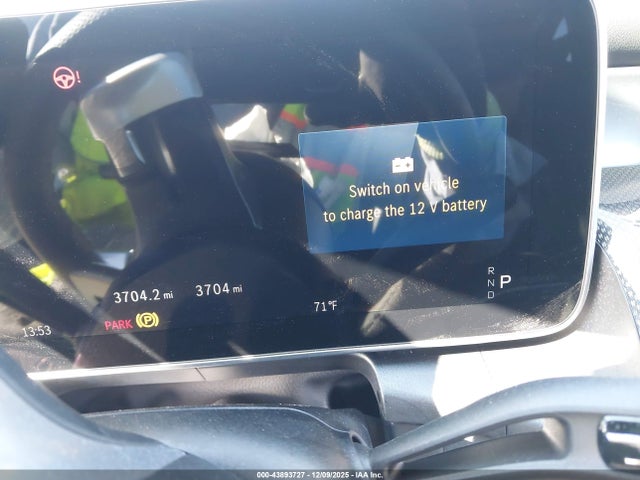 !
Switch on vehicle
to charge the 12 V battery
R
N P
D
3704.2 mi 3704 mi
71°F
13:53
PARK (P)
000-43893727 - 12/09/2025 - IAA Inc.